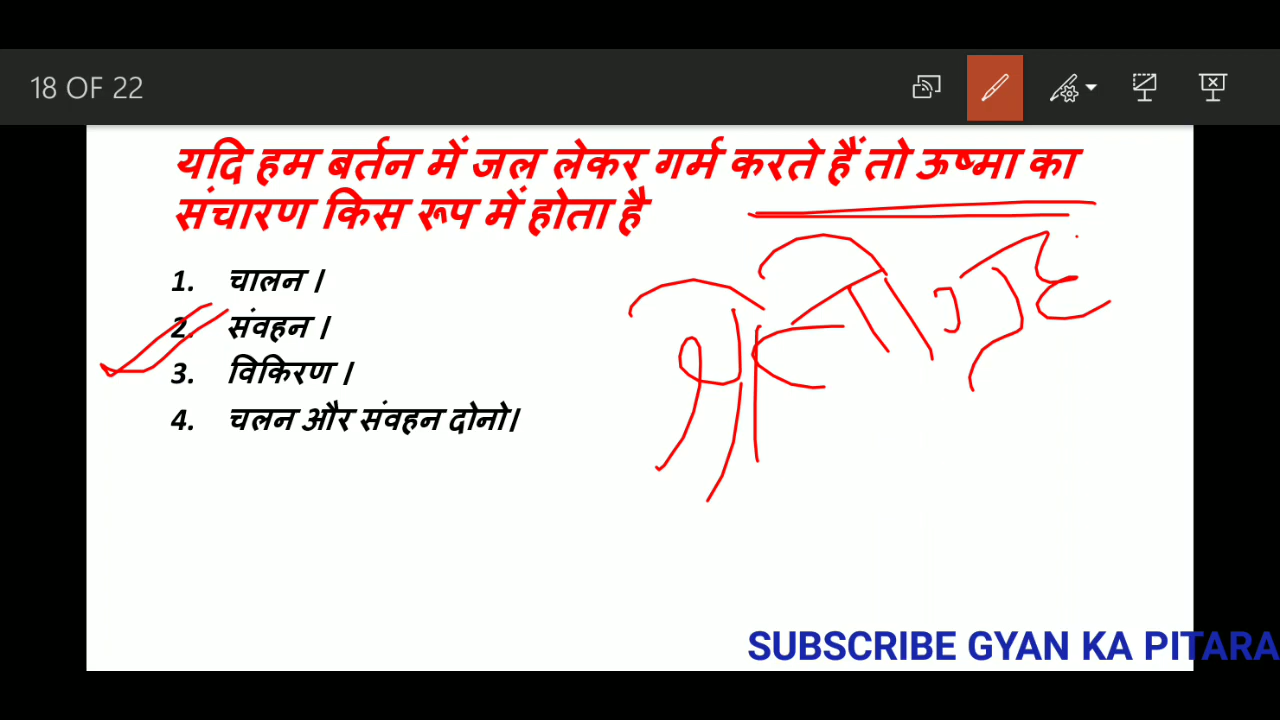 18 OF 22
यदि हम बर्तन में जल लेकर गर्म करते हैं तो ऊष्मा का
संचारण किस रूप में होता है
1. चालन ।
2. संवहन ।
3. विकिरण ।
4. चलन और संवहन दोनो।
SUBSCRIBE GYAN KA PITARA